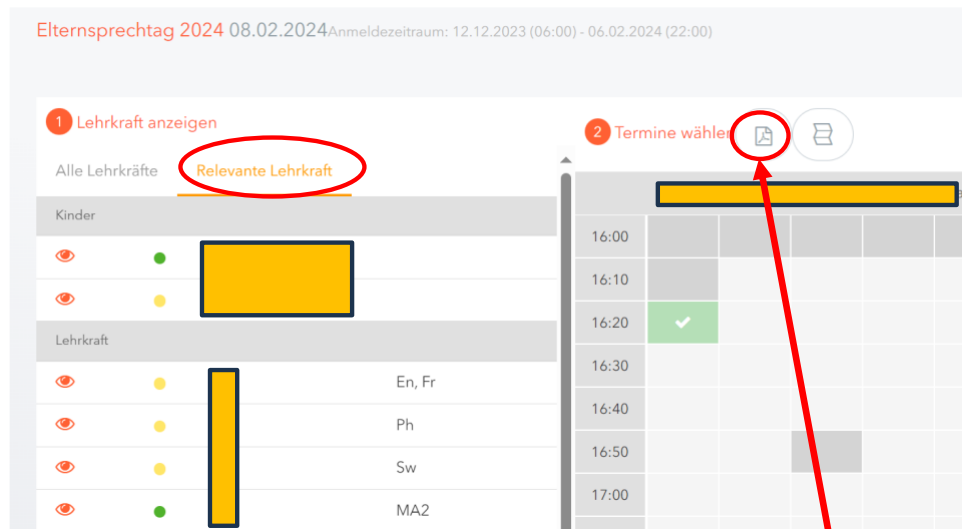 Elternsprechtag 2024 08.02.2024 Anmeldezeitraum: 12.12.2023 (06:00) - 06.02.2024 (22:00)
1 Lehrkraft anzeigen
Alle Lehrkräfte Relevante Lehrkraft
Kinder
Lehrkraft
En, Fr
Ph
Sw
MA2
2 Termine wähle
16:00
16:10
16:20
16:30
16:40
16:50
17:00